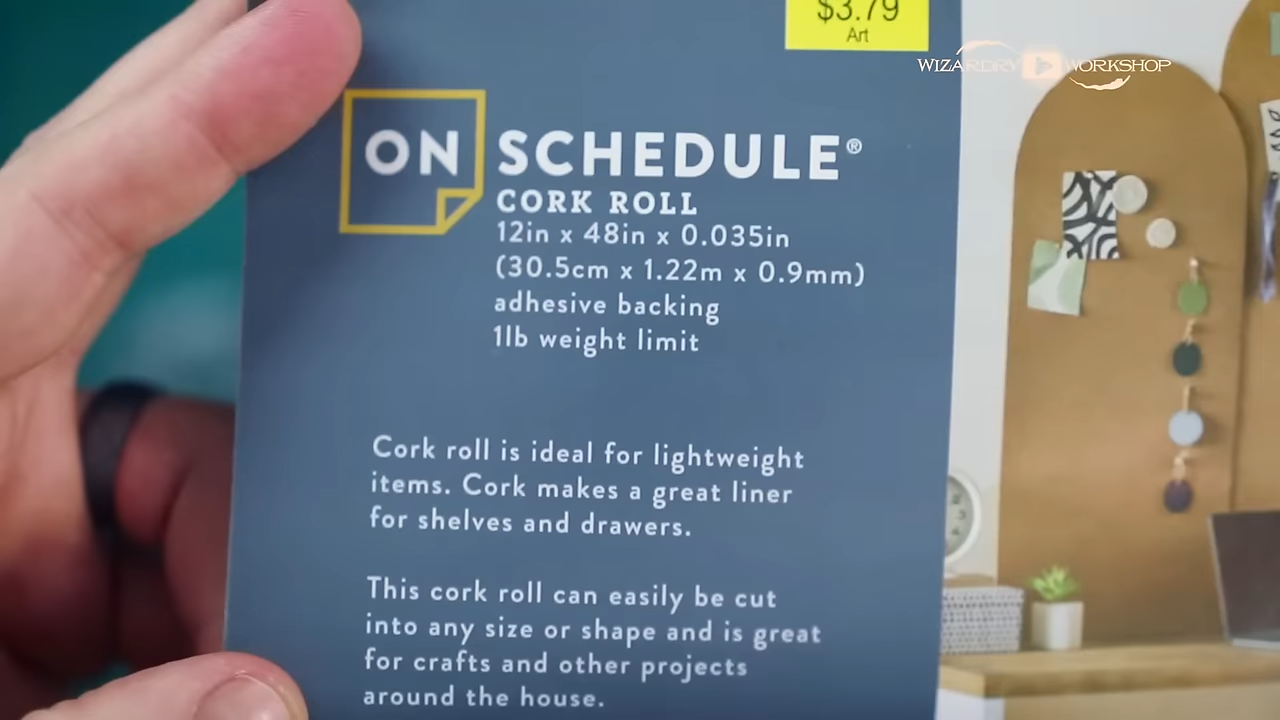 $3.79
Art
WIZARDRY WORKSHOP
ON SCHEDULE®
CORK ROLL
12in x 48in x 0.035in
(30.5cm x 1.22m x 0.9mm)
adhesive backing
1lb weight limit
Cork roll is ideal for lightweight
items. Cork makes a great liner
for shelves and drawers.
This cork roll can easily be cut
into any size or shape and is great
for crafts and other projects
around the house.